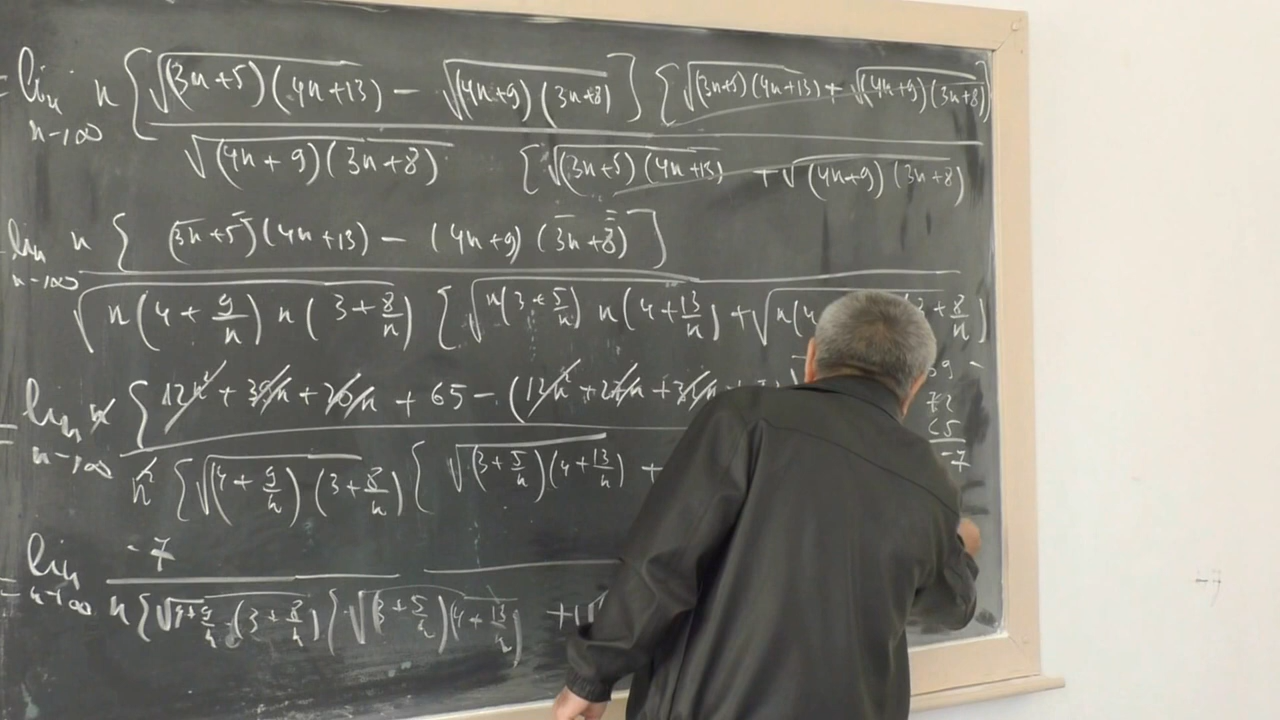 = lim n→∞ n {√(3n+5)(4n+13) − √(4n+9)(3n+8)] {√(3n+5)(4n+13) + √(4n+9)(3n+8)]
√(4n+9)(3n+8) [√(3n+5)(4n+13) + √(4n+9)(3n+8)
lim n→∞ n { (3n+5)(4n+13) − (4n+9)(3n+8)]
√n(4+9/n) n(3+8/n) {√n(3+5/n) n(4+13/n) + √n(4 3+8/n)
= lim n→∞ n {12n² + 39n + 20n + 65 − (12n² + 27n + 32n
72
65
-7
n² {√(4+9/n)(3+8/n) {√(3+5/n)(4+13/n) +
= lim n→∞ -7
n{√4+9/n (3+8/n) {√(3+5/n)(4+13/n) +